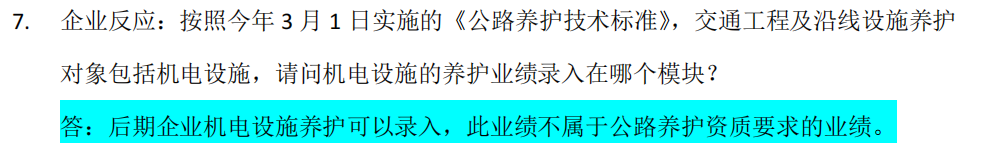 7. 企业反应：按照今年 3 月 1 日实施的《公路养护技术标准》，交通工程及沿线设施养护
对象包括机电设施，请问机电设施的养护业绩录入在哪个模块？
答：后期企业机电设施养护可以录入，此业绩不属于公路养护资质要求的业绩。